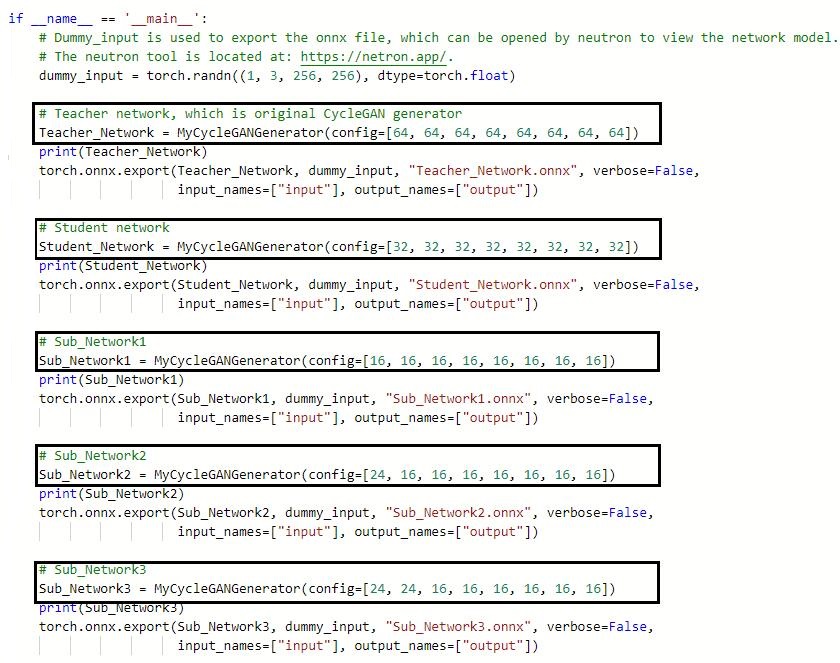 if __name__ == '__main__':
# Dummy_input is used to export the onnx file, which can be opened by neutron to view the network model.
# The neutron tool is located at: https://netron.app/.
dummy_input = torch.randn((1, 3, 256, 256), dtype=torch.float)
# Teacher network, which is original CycleGAN generator
Teacher_Network = MyCycleGANGenerator(config=[64, 64, 64, 64, 64, 64, 64, 64])
print(Teacher_Network)
torch.onnx.export(Teacher_Network, dummy_input, "Teacher_Network.onnx", verbose=False,
input_names=["input"], output_names=["output"])
# Student network
Student_Network = MyCycleGANGenerator(config=[32, 32, 32, 32, 32, 32, 32, 32])
print(Student_Network)
torch.onnx.export(Student_Network, dummy_input, "Student_Network.onnx", verbose=False,
input_names=["input"], output_names=["output"])
# Sub_Network1
Sub_Network1 = MyCycleGANGenerator(config=[16, 16, 16, 16, 16, 16, 16, 16])
print(Sub_Network1)
torch.onnx.export(Sub_Network1, dummy_input, "Sub_Network1.onnx", verbose=False,
input_names=["input"], output_names=["output"])
# Sub_Network2
Sub_Network2 = MyCycleGANGenerator(config=[24, 16, 16, 16, 16, 16, 16, 16])
print(Sub_Network2)
torch.onnx.export(Sub_Network2, dummy_input, "Sub_Network2.onnx", verbose=False,
input_names=["input"], output_names=["output"])
# Sub_Network3
Sub_Network3 = MyCycleGANGenerator(config=[24, 24, 16, 16, 16, 16, 16, 16])
print(Sub_Network3)
torch.onnx.export(Sub_Network3, dummy_input, "Sub_Network3.onnx", verbose=False,
input_names=["input"], output_names=["output"])